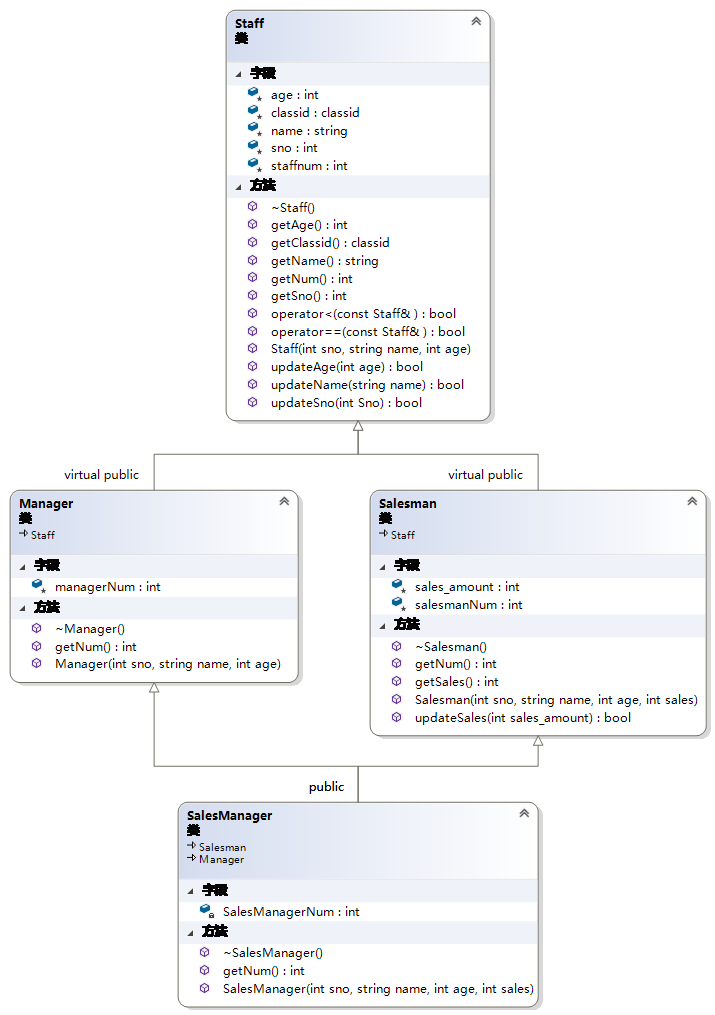 Staff
类
字段
age : int
classid : classid
name : string
sno : int
staffnum : int
方法
~Staff()
getAge() : int
getClassid() : classid
getName() : string
getNum() : int
getSno() : int
operator<(const Staff& ) : bool
operator==(const Staff& ) : bool
Staff(int sno, string name, int age)
updateAge(int age) : bool
updateName(string name) : bool
updateSno(int Sno) : bool
virtual public
virtual public
Manager
类
Staff
字段
managerNum : int
方法
~Manager()
getNum() : int
Manager(int sno, string name, int age)
Salesman
类
Staff
字段
sales_amount : int
salesmanNum : int
方法
~Salesman()
getNum() : int
getSales() : int
Salesman(int sno, string name, int age, int sales)
updateSales(int sales_amount) : bool
public
SalesManager
类
Salesman
Manager
字段
SalesManagerNum : int
方法
~SalesManager()
getNum() : int
SalesManager(int sno, string name, int age, int sales)